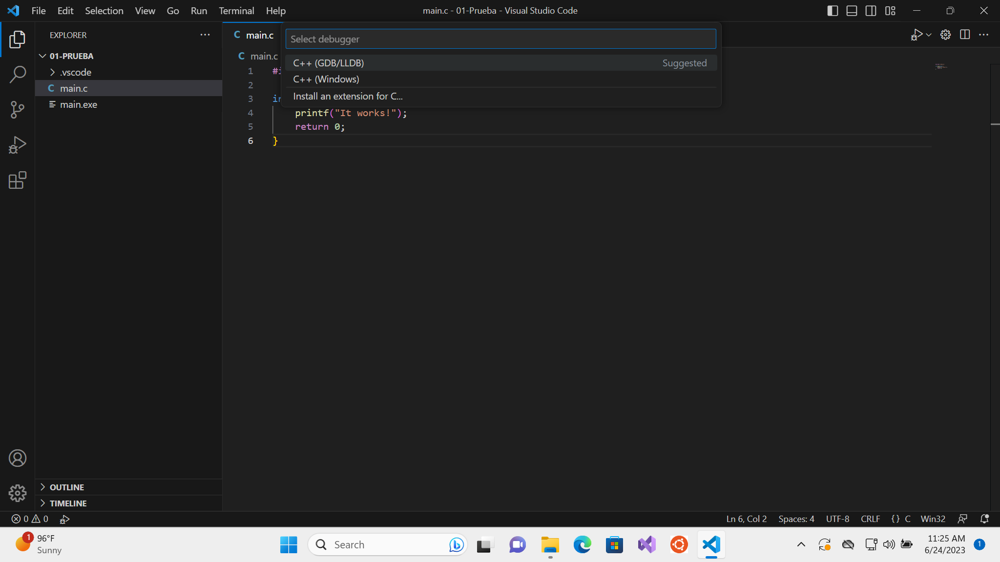 File Edit Selection View Go Run Terminal Help
main.c - 01-Prueba - Visual Studio Code
EXPLORER
C main.c
Select debugger
01-PRUEBA
C main.c
C++ (GDB/LLDB) Suggested
.vscode
1 #i
C++ (Windows)
2
C main.c
Install an extension for C...
3 in
main.exe
4 printf("It works!");
5 return 0;
6 }
OUTLINE
TIMELINE
0 0
Ln 6, Col 2 Spaces: 4 UTF-8 CRLF {} C Win32
1
96°F
Sunny
Search
11:25 AM
6/24/2023
1